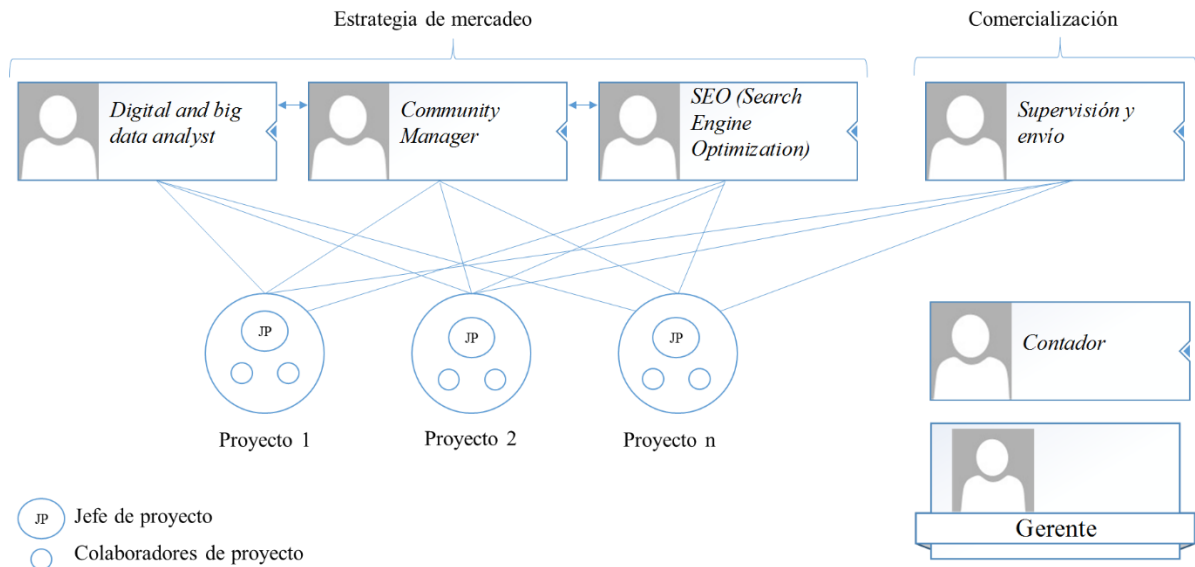 Estrategia de mercadeo
Comercialización
Digital and big
data analyst
Community
Manager
SEO (Search
Engine
Optimization)
Supervisión y
envío
JP
JP
JP
Proyecto 1
Proyecto 2
Proyecto n
Contador
Gerente
JP
Jefe de proyecto
Colaboradores de proyecto